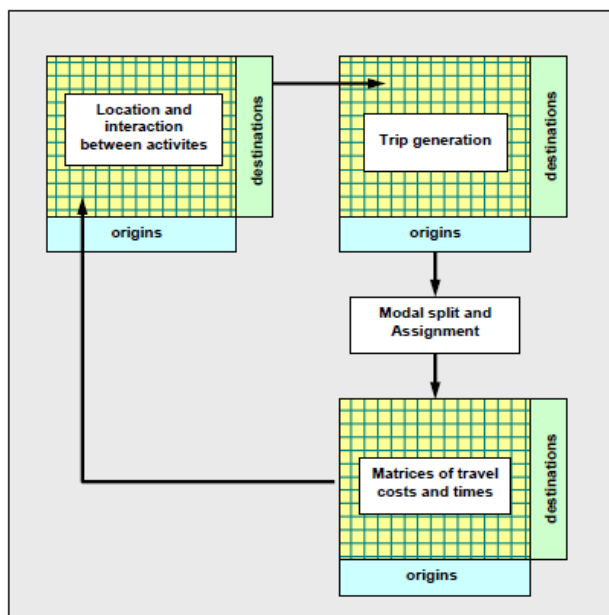 Location and
interaction
between activites
destinations
origins
Trip generation
destinations
origins
Modal split and
Assignment
Matrices of travel
costs and times
destinations
origins